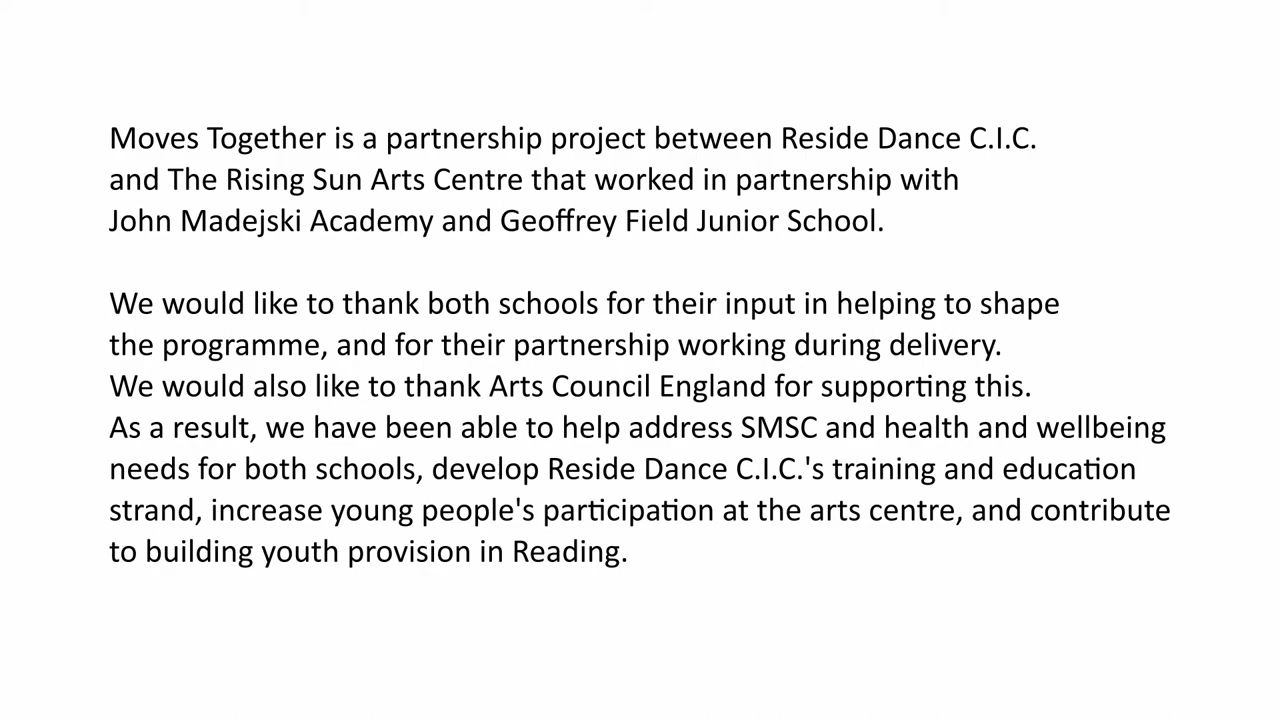 Moves Together is a partnership project between Reside Dance C.I.C.
and The Rising Sun Arts Centre that worked in partnership with
John Madejski Academy and Geoffrey Field Junior School.
We would like to thank both schools for their input in helping to shape
the programme, and for their partnership working during delivery.
We would also like to thank Arts Council England for supporting this.
As a result, we have been able to help address SMSC and health and wellbeing
needs for both schools, develop Reside Dance C.I.C.'s training and education
strand, increase young people's participation at the arts centre, and contribute
to building youth provision in Reading.